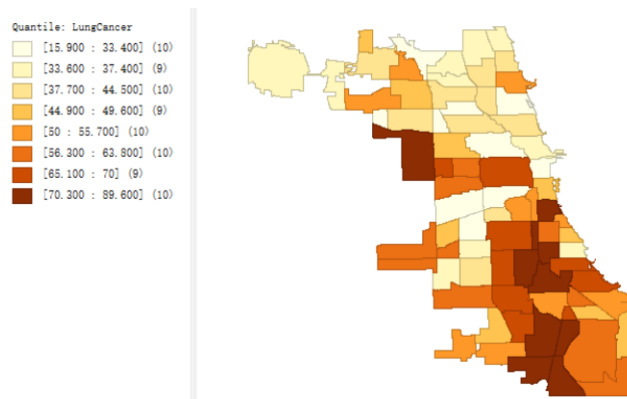 Quantile: LungCancer
[15.900 : 33.400] (10)
[33.600 : 37.400] (9)
[37.700 : 44.500] (10)
[44.900 : 49.600] (9)
[50 : 55.700] (10)
[56.300 : 63.800] (10)
[65.100 : 70] (9)
[70.300 : 89.600] (10)